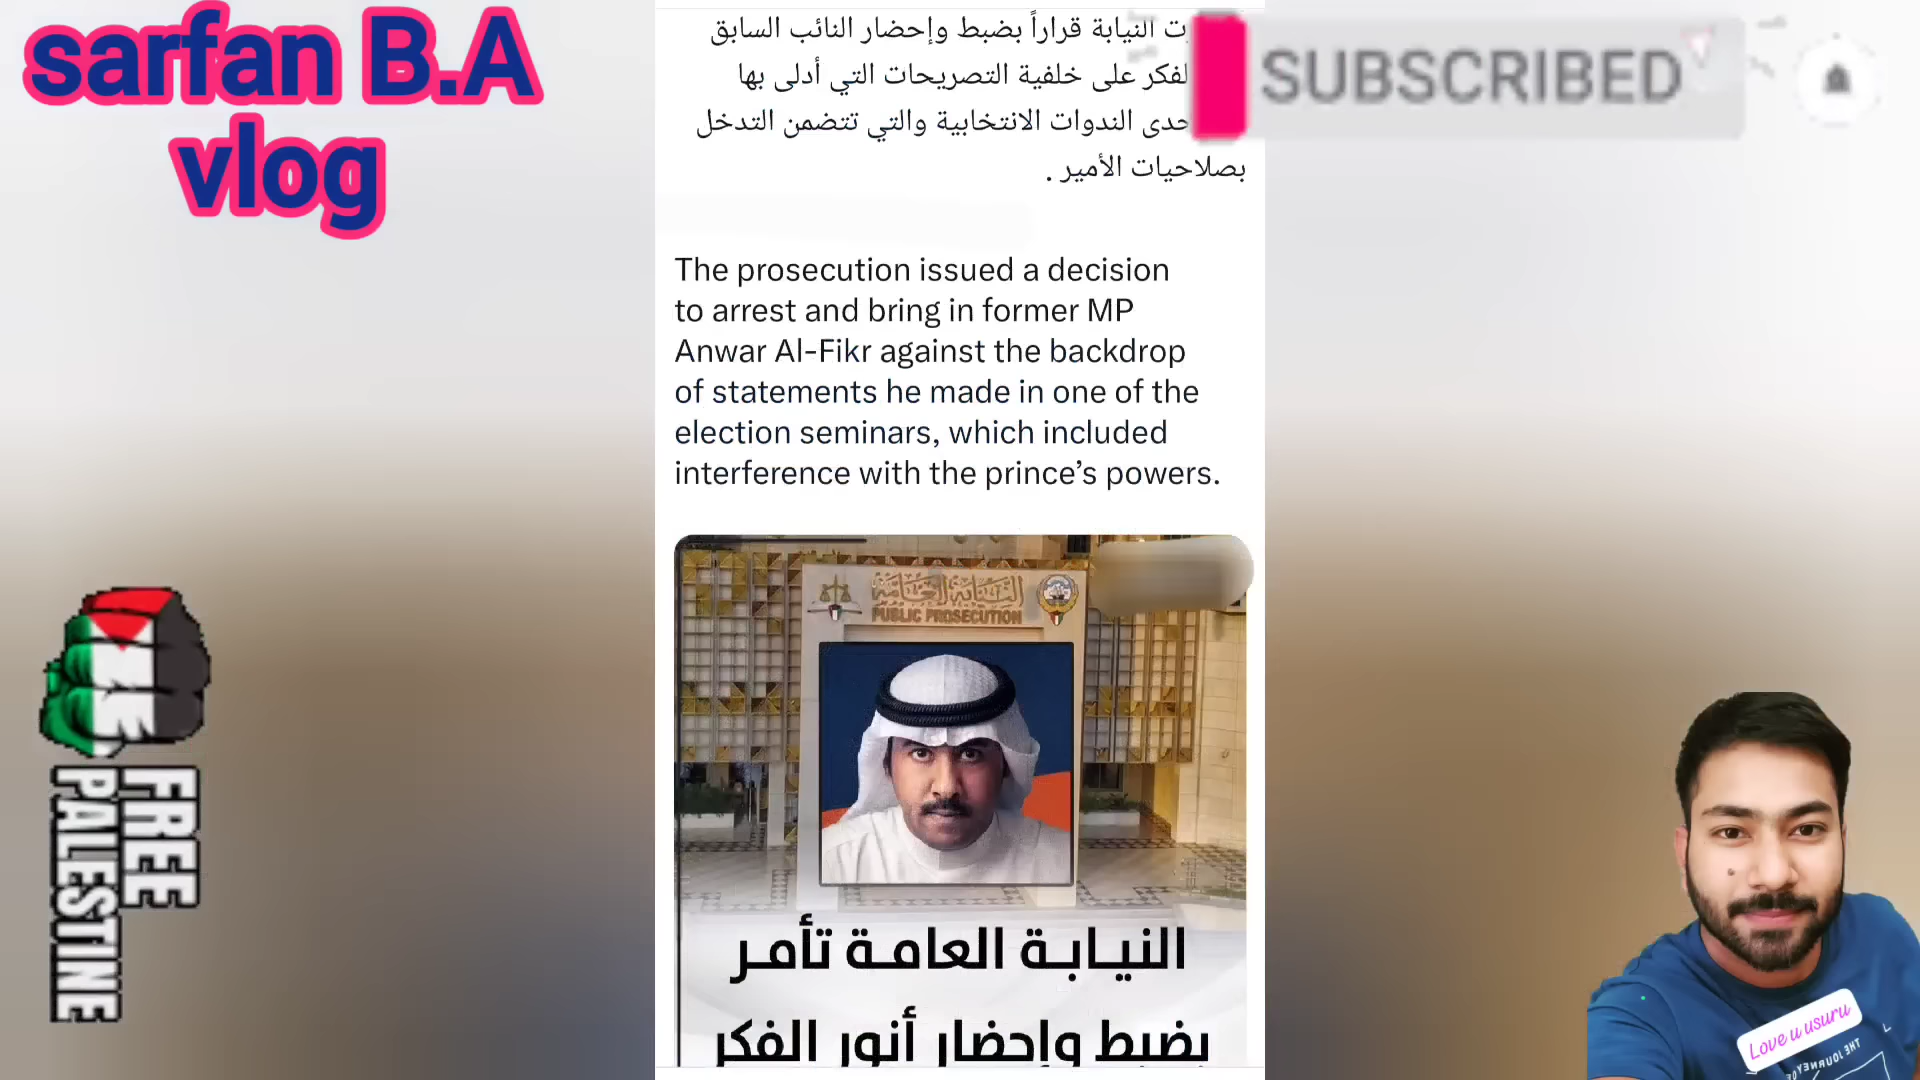 sarfan B.A
vlog
النيابة قراراً بضبط وإحضار النائب السابق
على خلفية التصريحات التي أدلى بها
الندوات الانتخابية والتي تتضمن التدخل
بصلاحيات الأمير .
SUBSCRIBED
The prosecution issued a decision
to arrest and bring in former MP
Anwar Al-Fikr against the backdrop
of statements he made in one of the
election seminars, which included
interference with the prince’s powers.
النيابة العامة
PUBLIC PROSECUTION
النيابة العامة تأمر
بضبط وإحضار أنور الفكر
FREE
PALESTINE
Love u usuru
THE JOURNEY